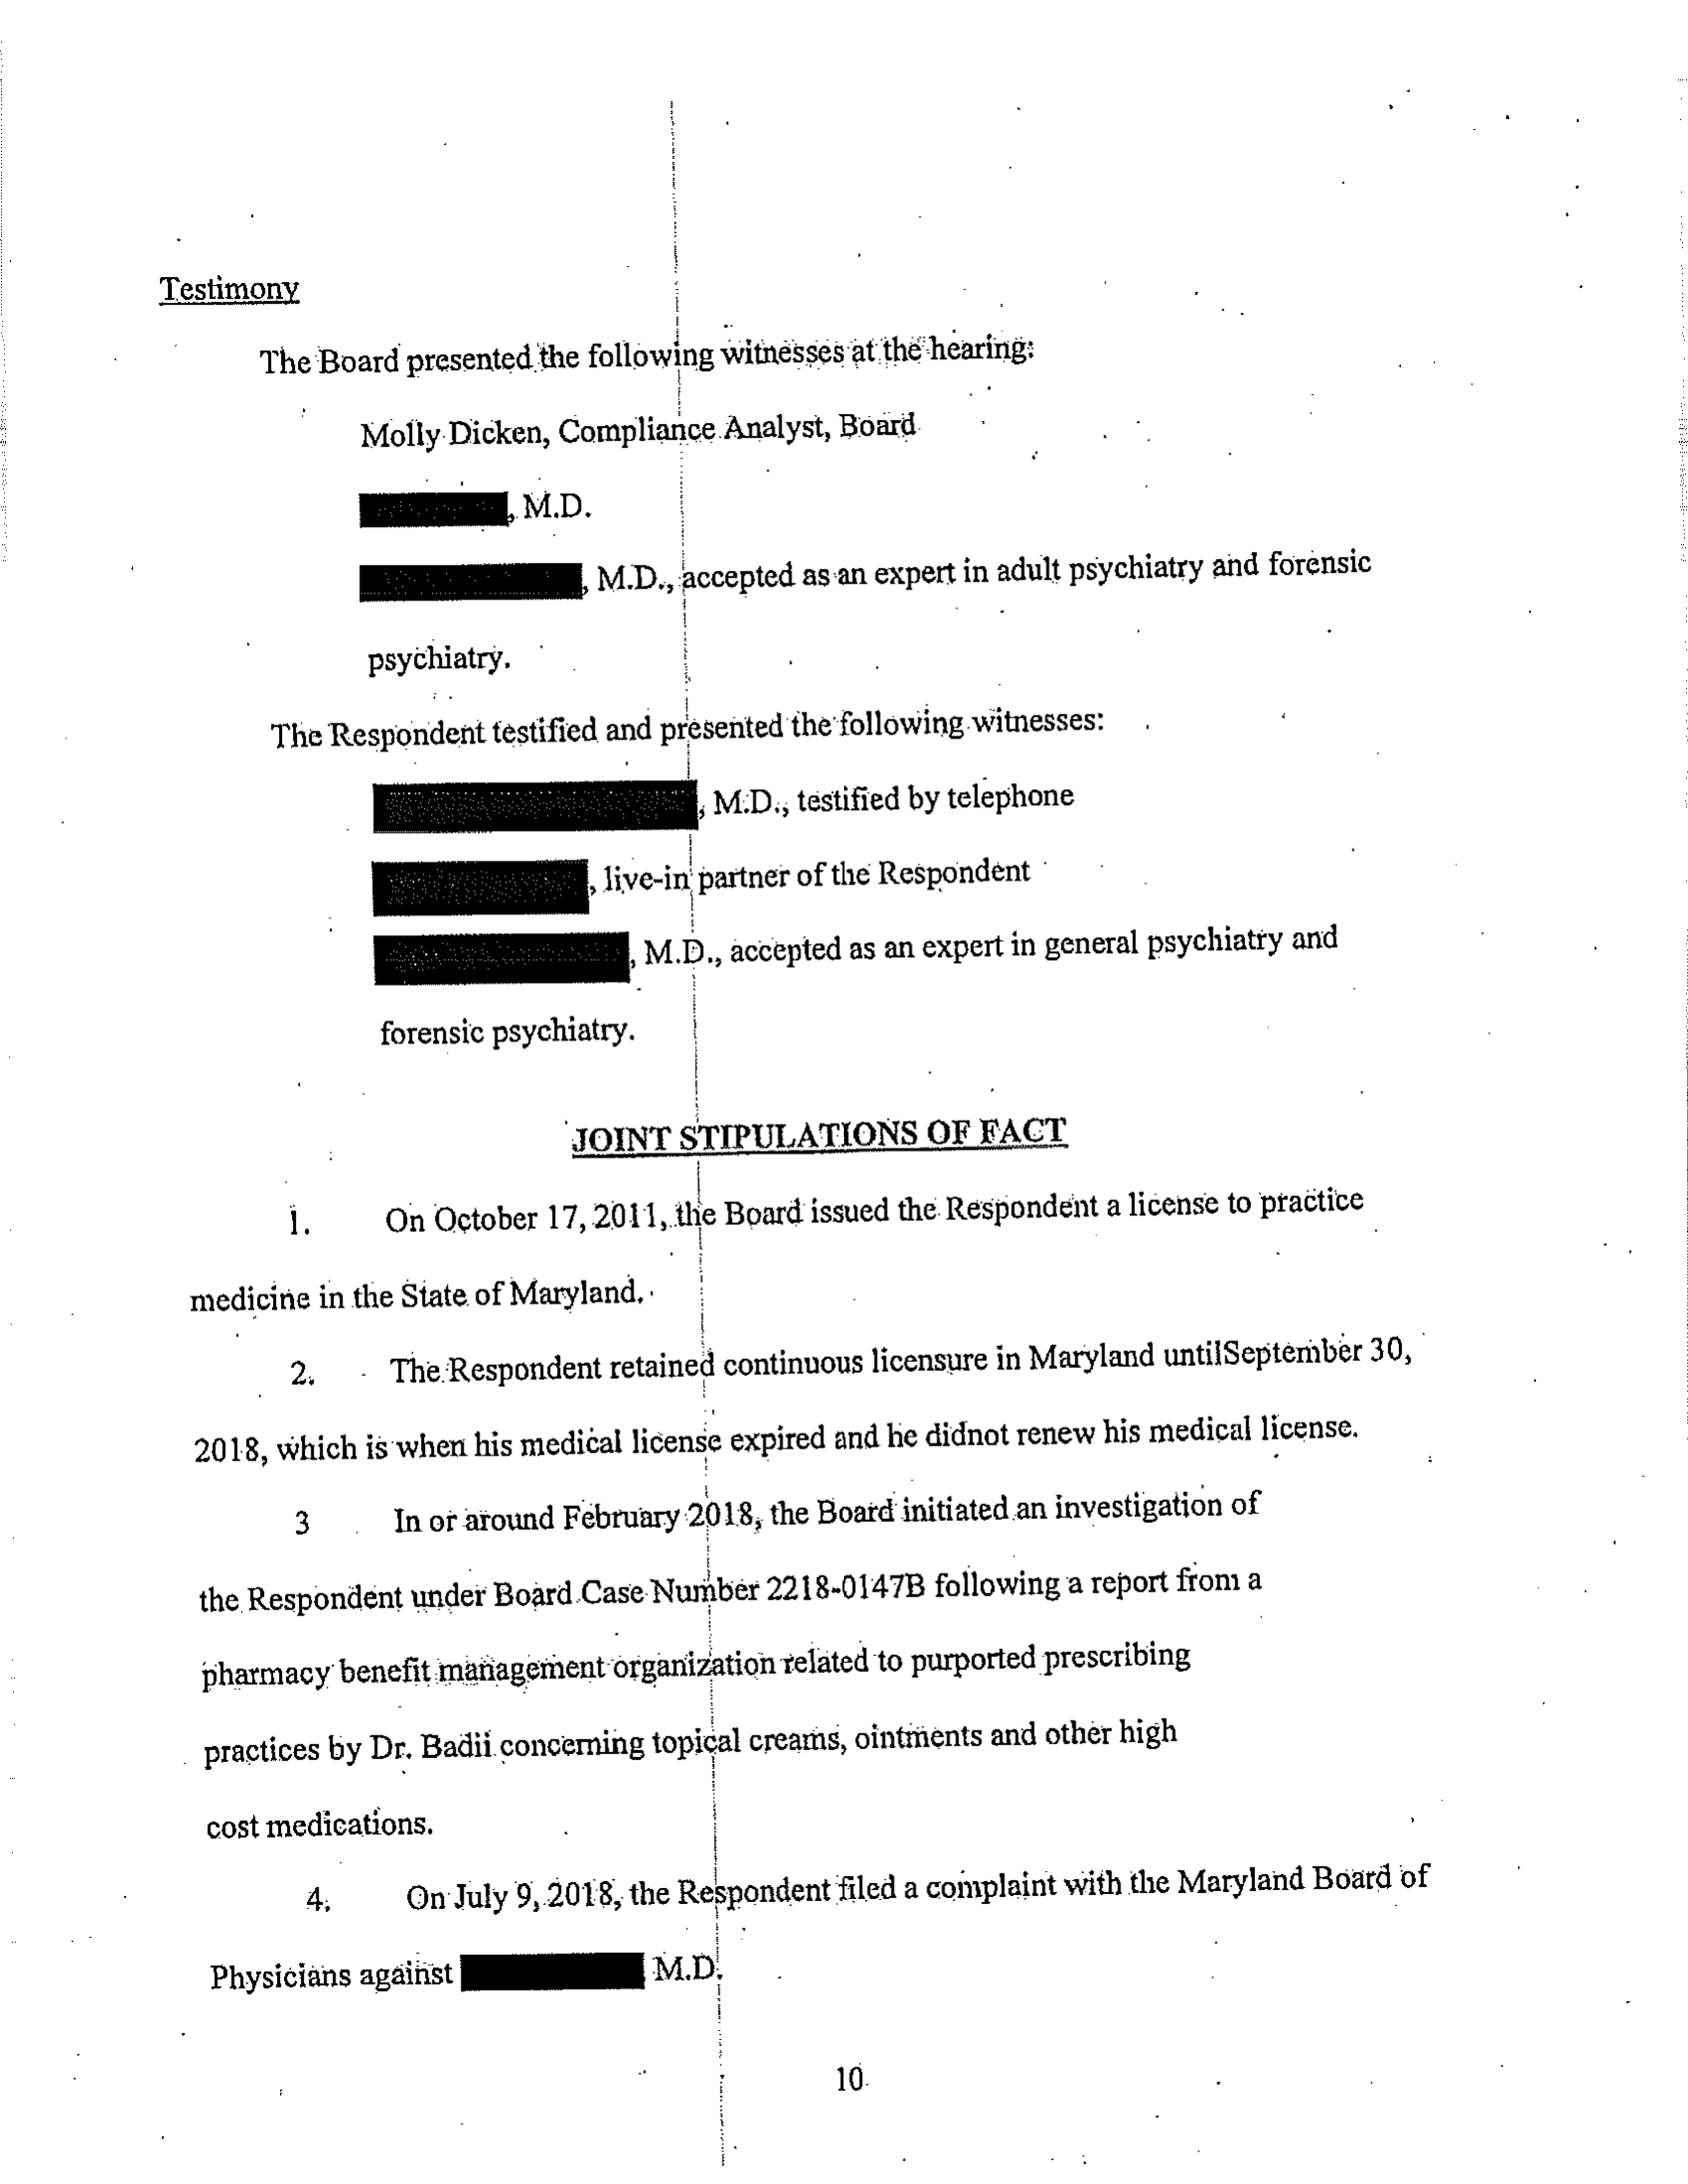 Testimony
The Board presented the following witnesses at the hearing:
Molly Dicken, Compliance Analyst, Board
, M.D.
, M.D., accepted as an expert in adult psychiatry and forensic
psychiatry.
The Respondent testified and presented the following witnesses:
, M.D., testified by telephone
, live-in partner of the Respondent
, M.D., accepted as an expert in general psychiatry and
forensic psychiatry.
JOINT STIPULATIONS OF FACT
1. On October 17, 2011, the Board issued the Respondent a license to practice
medicine in the State of Maryland.
2. The Respondent retained continuous licensure in Maryland untilSeptember 30,
2018, which is when his medical license expired and he didnot renew his medical license.
3 In or around February 2018, the Board initiated an investigation of
the Respondent under Board Case Number 2218-0147B following a report from a
pharmacy benefit management organization related to purported prescribing
practices by Dr. Badii concerning topical creams, ointments and other high
cost medications.
4. On July 9, 2018, the Respondent filed a complaint with the Maryland Board of
Physicians against M.D.
10